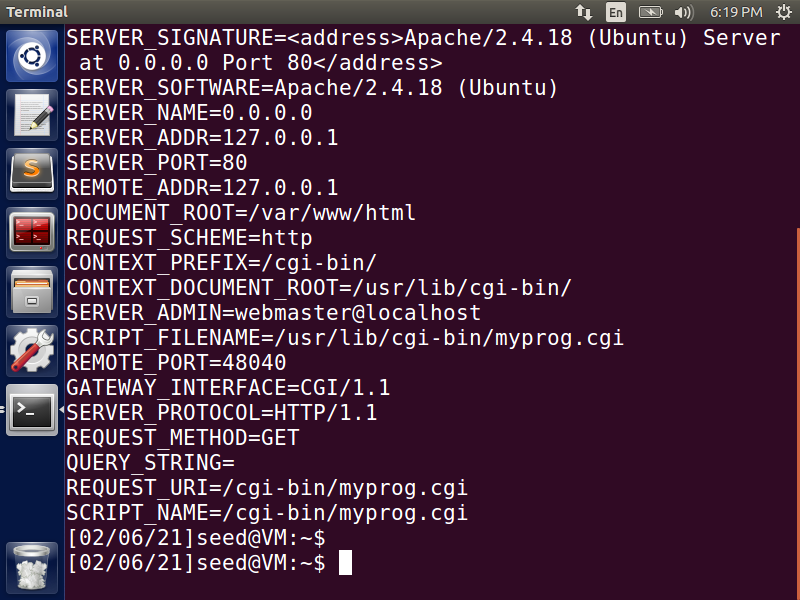 Terminal
En
6:19 PM
SERVER_SIGNATURE=<address>Apache/2.4.18 (Ubuntu) Server
at 0.0.0.0 Port 80</address>
SERVER_SOFTWARE=Apache/2.4.18 (Ubuntu)
SERVER_NAME=0.0.0.0
SERVER_ADDR=127.0.0.1
SERVER_PORT=80
REMOTE_ADDR=127.0.0.1
DOCUMENT_ROOT=/var/www/html
REQUEST_SCHEME=http
CONTEXT_PREFIX=/cgi-bin/
CONTEXT_DOCUMENT_ROOT=/usr/lib/cgi-bin/
SERVER_ADMIN=webmaster@localhost
SCRIPT_FILENAME=/usr/lib/cgi-bin/myprog.cgi
REMOTE_PORT=48040
GATEWAY_INTERFACE=CGI/1.1
SERVER_PROTOCOL=HTTP/1.1
REQUEST_METHOD=GET
QUERY_STRING=
REQUEST_URI=/cgi-bin/myprog.cgi
SCRIPT_NAME=/cgi-bin/myprog.cgi
[02/06/21]seed@VM:~$
[02/06/21]seed@VM:~$